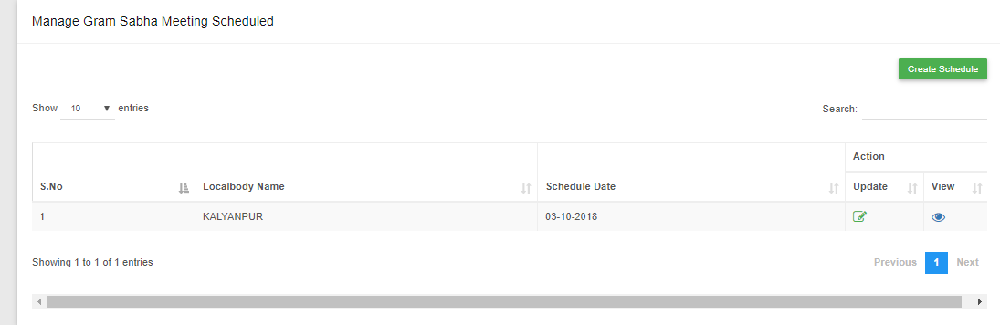 Manage Gram Sabha Meeting Scheduled
Create Schedule
Show 10 entries
Search:
Action
S.No Localbody Name Schedule Date Update View
1 KALYANPUR 03-10-2018
Showing 1 to 1 of 1 entries
Previous 1 Next